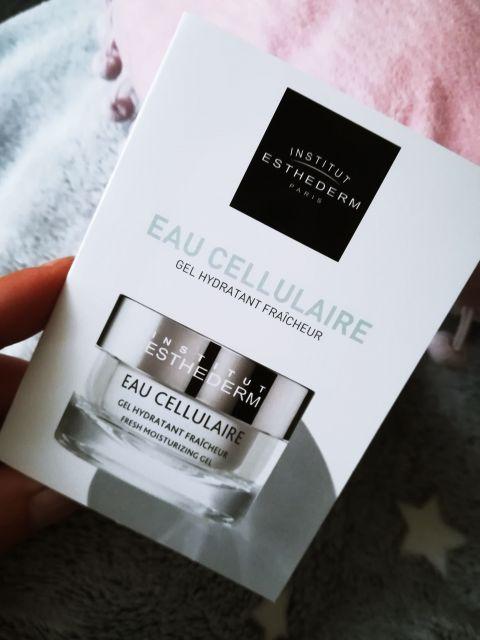 INSTITUT
ESTHEDERM
PARIS
EAU CELLULAIRE
GEL HYDRATANT FRAÎCHEUR
INSTITUT
ESTHEDERM
EAU CELLULAIRE
GEL HYDRATANT FRAÎCHEUR
FRESH MOISTURIZING GEL